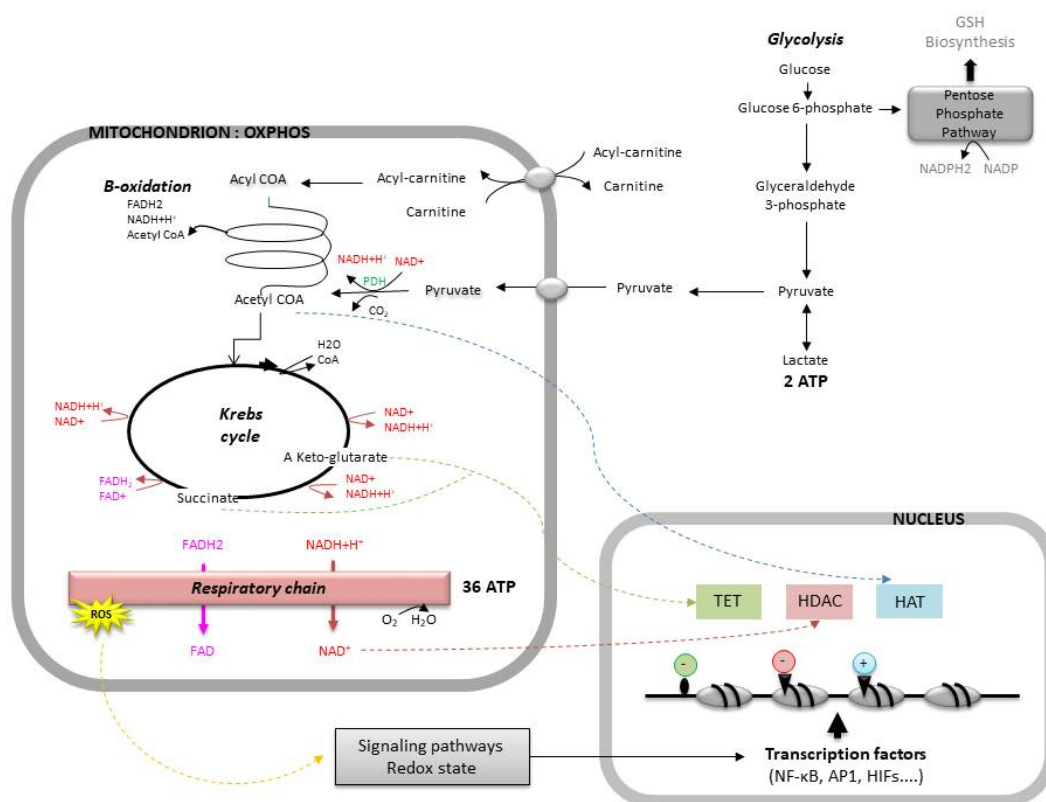 GSH
Biosynthesis
Glycolysis
Glucose
Glucose 6-phosphate
Pentose
Phosphate
Pathway
NADPH2 NADP
MITOCHONDRION : OXPHOS
B-oxidation
FADH2
NADH+H⁺
Acetyl CoA
Acyl COA
Acyl-carnitine
Carnitine
Acyl-carnitine
Carnitine
Glyceraldehyde
3-phosphate
NADH+H⁺ NAD+
PDH
CO₂
Acetyl COA
Pyruvate
Pyruvate
Pyruvate
Lactate
2 ATP
H2O
CoA
Krebs
cycle
NADH+H⁺
NAD+
NAD+
NADH+H⁺
A Keto-glutarate
FADH₂
FAD+
Succinate
NAD+
NADH+H⁺
FADH2
NADH+H⁺
Respiratory chain
36 ATP
ROS
O₂ H₂O
FAD
NAD⁺
NUCLEUS
TET
HDAC
HAT
-
-
+
Signaling pathways
Redox state
Transcription factors
(NF-κB, AP1, HIFs....)